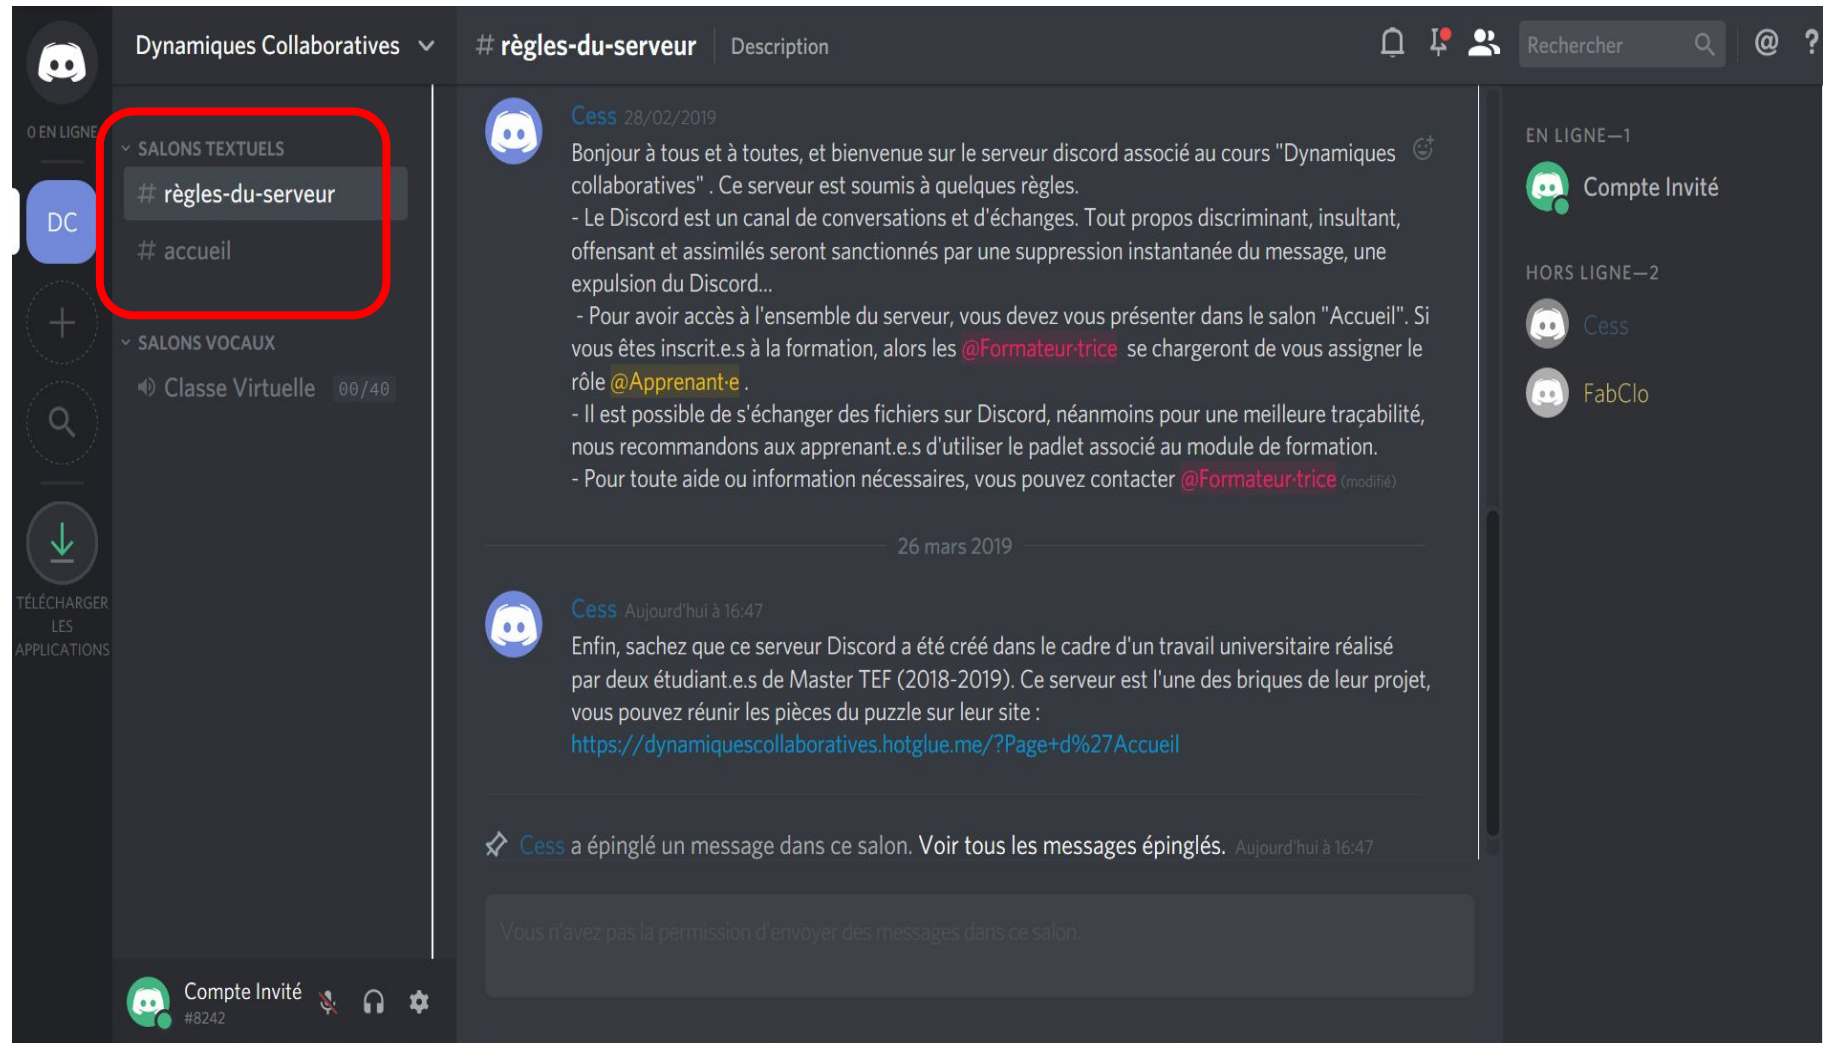 Dynamiques Collaboratives
# règles-du-serveur
Description
Rechercher
@
?
0 EN LIGNE
DC
TÉLÉCHARGER
LES
APPLICATIONS
SALONS TEXTUELS
# règles-du-serveur
# accueil
SALONS VOCAUX
Classe Virtuelle 00/40
Cess 28/02/2019
Bonjour à tous et à toutes, et bienvenue sur le serveur discord associé au cours "Dynamiques
collaboratives" . Ce serveur est soumis à quelques règles.
- Le Discord est un canal de conversations et d'échanges. Tout propos discriminant, insultant,
offensant et assimilés seront sanctionnés par une suppression instantanée du message, une
expulsion du Discord...
- Pour avoir accès à l'ensemble du serveur, vous devez vous présenter dans le salon "Accueil". Si
vous êtes inscrit.e.s à la formation, alors les @Formateur·trice se chargeront de vous assigner le
rôle @Apprenant·e .
- Il est possible de s'échanger des fichiers sur Discord, néanmoins pour une meilleure traçabilité,
nous recommandons aux apprenant.e.s d'utiliser le padlet associé au module de formation.
- Pour toute aide ou information nécessaires, vous pouvez contacter @Formateur·trice (modifié)
26 mars 2019
Cess Aujourd'hui à 16:47
Enfin, sachez que ce serveur Discord a été créé dans le cadre d'un travail universitaire réalisé
par deux étudiant.e.s de Master TEF (2018-2019). Ce serveur est l'une des briques de leur projet,
vous pouvez réunir les pièces du puzzle sur leur site :
https://dynamiquescollaboratives.hotglue.me/?Page+d%27Accueil
Cess a épinglé un message dans ce salon. Voir tous les messages épinglés. Aujourd'hui à 16:47
Vous n'avez pas la permission d'envoyer des messages dans ce salon.
EN LIGNE—1
Compte Invité
HORS LIGNE—2
Cess
FabClo
Compte Invité
#8242